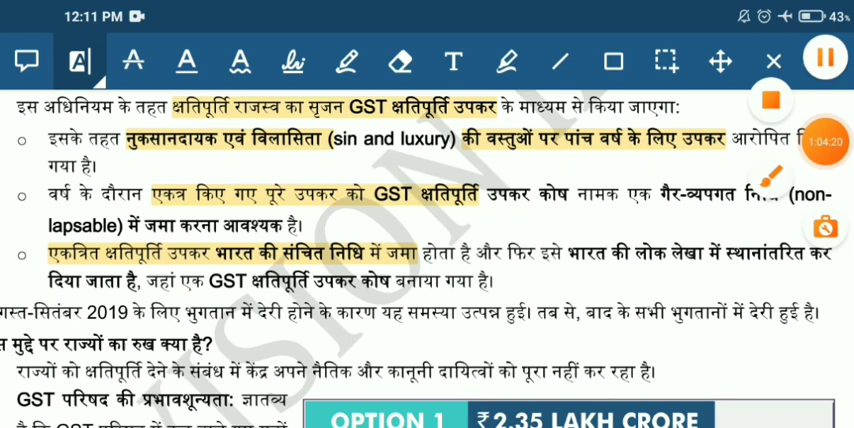 12:11 PM
43%
इस अधिनियम के तहत क्षतिपूर्ति राजस्व का सृजन GST क्षतिपूर्ति उपकर के माध्यम से किया जाएगा:
इसके तहत नुकसानदायक एवं विलासिता (sin and luxury) की वस्तुओं पर पांच वर्ष के लिए उपकर आरोपित
1:04:20
गया है।
वर्ष के दौरान एकत्र किए गए पूरे उपकर को GST क्षतिपूर्ति उपकर कोष नामक एक गैर-व्यपगत (non-
lapsable) में जमा करना आवश्यक है।
एकत्रित क्षतिपूर्ति उपकर भारत की संचित निधि में जमा होता है और फिर इसे भारत की लोक लेखा में स्थानांतरित कर
दिया जाता है, जहां एक GST क्षतिपूर्ति उपकर कोष बनाया गया है।
गस्त-सितंबर 2019 के लिए भुगतान में देरी होने के कारण यह समस्या उत्पन्न हुई। तब से, बाद के सभी भुगतानों में देरी हुई है।
मुद्दे पर राज्यों का रुख क्या है?
राज्यों को क्षतिपूर्ति देने के संबंध में केंद्र अपने नैतिक और कानूनी दायित्वों को पूरा नहीं कर रहा है।
GST परिषद की प्रभावशून्यता: ज्ञातव्य
OPTION 1 ₹2.35 LAKH CRORE
VISION